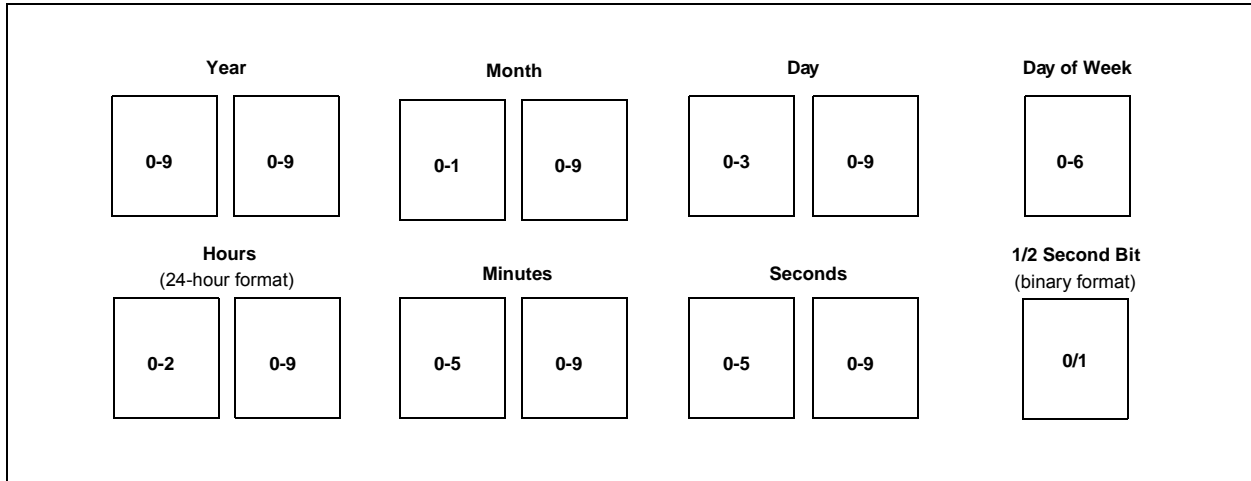 Year Month Day Day of Week
0-9 0-9 0-1 0-9 0-3 0-9 0-6
Hours Minutes Seconds 1/2 Second Bit
(24-hour format) (binary format)
0-2 0-9 0-5 0-9 0-5 0-9 0/1